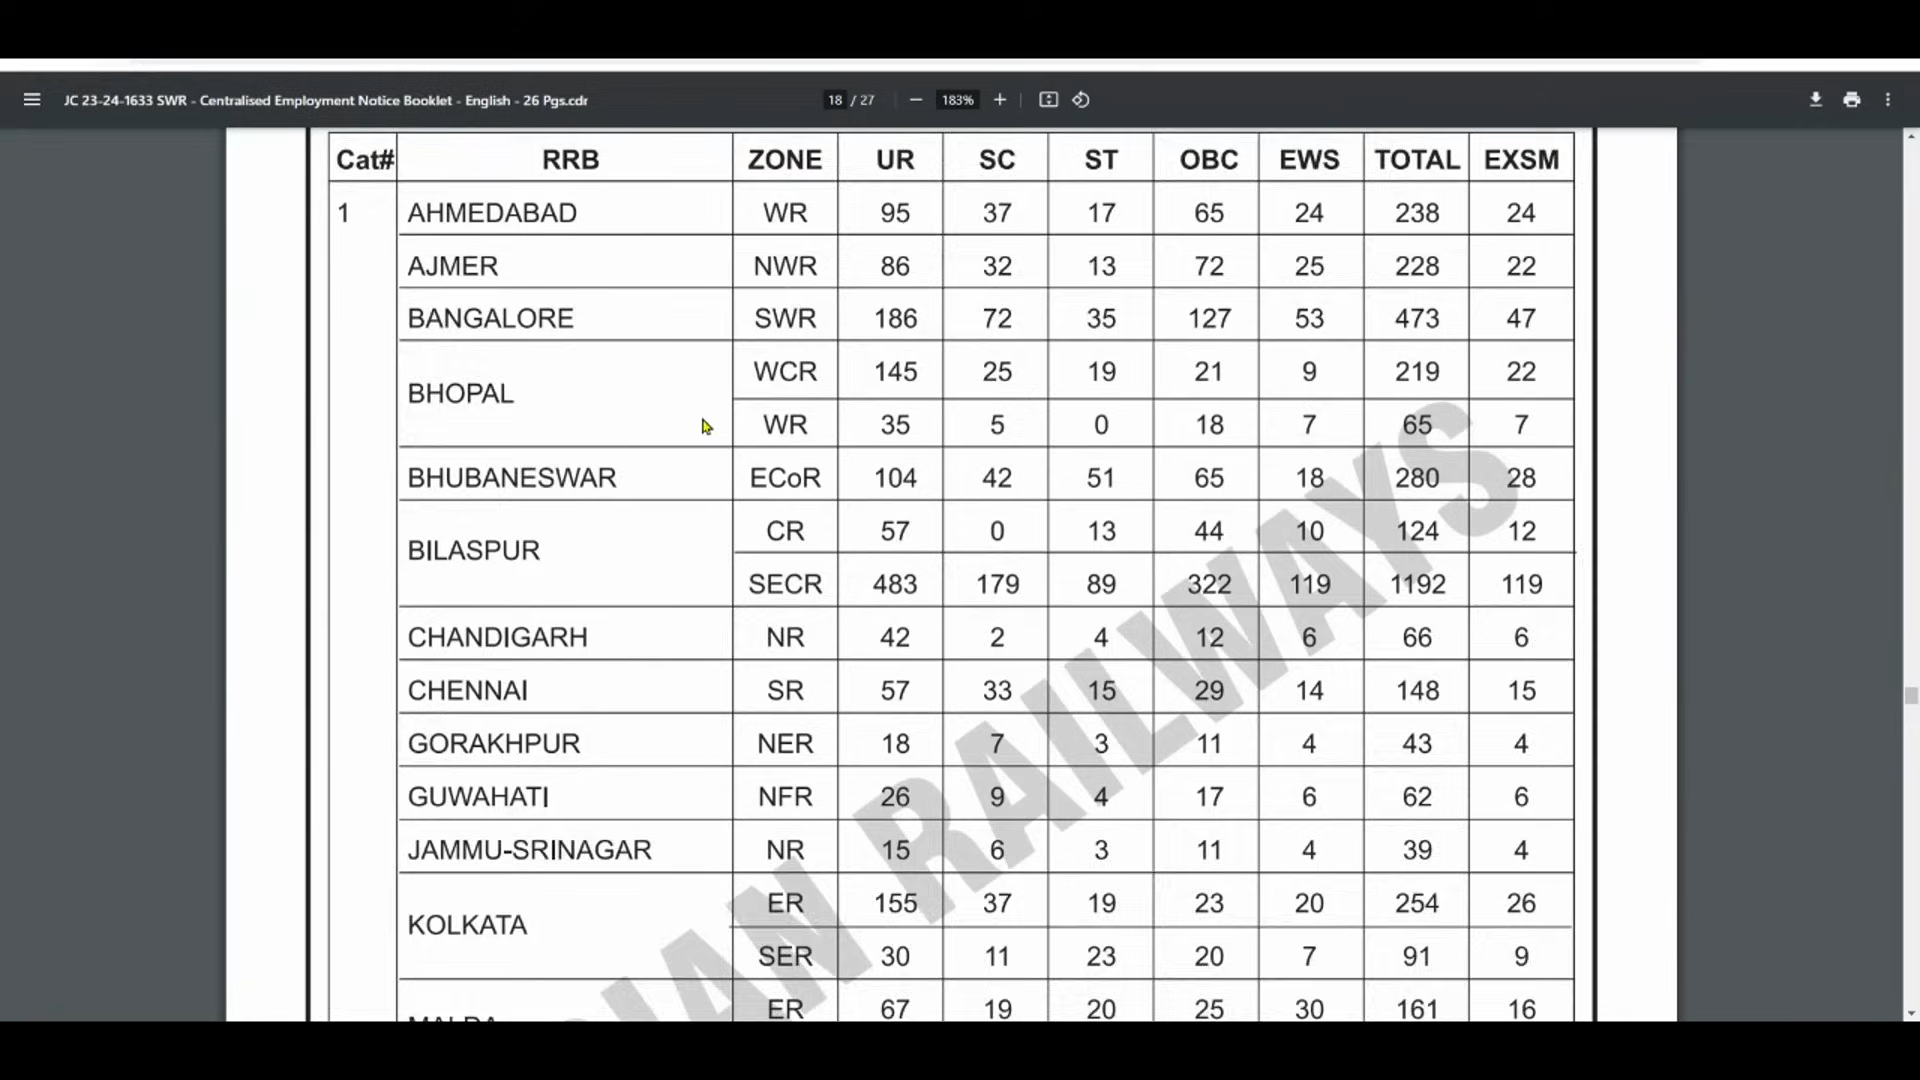 JC 23-24-1633 SWR - Centralised Employment Notice Booklet - English - 26 Pgs.cdr 18 / 27 183%
Cat# RRB ZONE UR SC ST OBC EWS TOTAL EXSM
1 AHMEDABAD WR 95 37 17 65 24 238 24
AJMER NWR 86 32 13 72 25 228 22
BANGALORE SWR 186 72 35 127 53 473 47
BHOPAL WCR 145 25 19 21 9 219 22
WR 35 5 0 18 7 65 7
BHUBANESWAR ECoR 104 42 51 65 18 280 28
BILASPUR CR 57 0 13 44 10 124 12
SECR 483 179 89 322 119 1192 119
CHANDIGARH NR 42 2 4 12 6 66 6
CHENNAI SR 57 33 15 29 14 148 15
GORAKHPUR NER 18 7 3 11 4 43 4
GUWAHATI NFR 26 9 4 17 6 62 6
JAMMU-SRINAGAR NR 15 6 3 11 4 39 4
KOLKATA ER 155 37 19 23 20 254 26
SER 30 11 23 20 7 91 9
ER 67 19 20 25 30 161 16
RAILWAYS